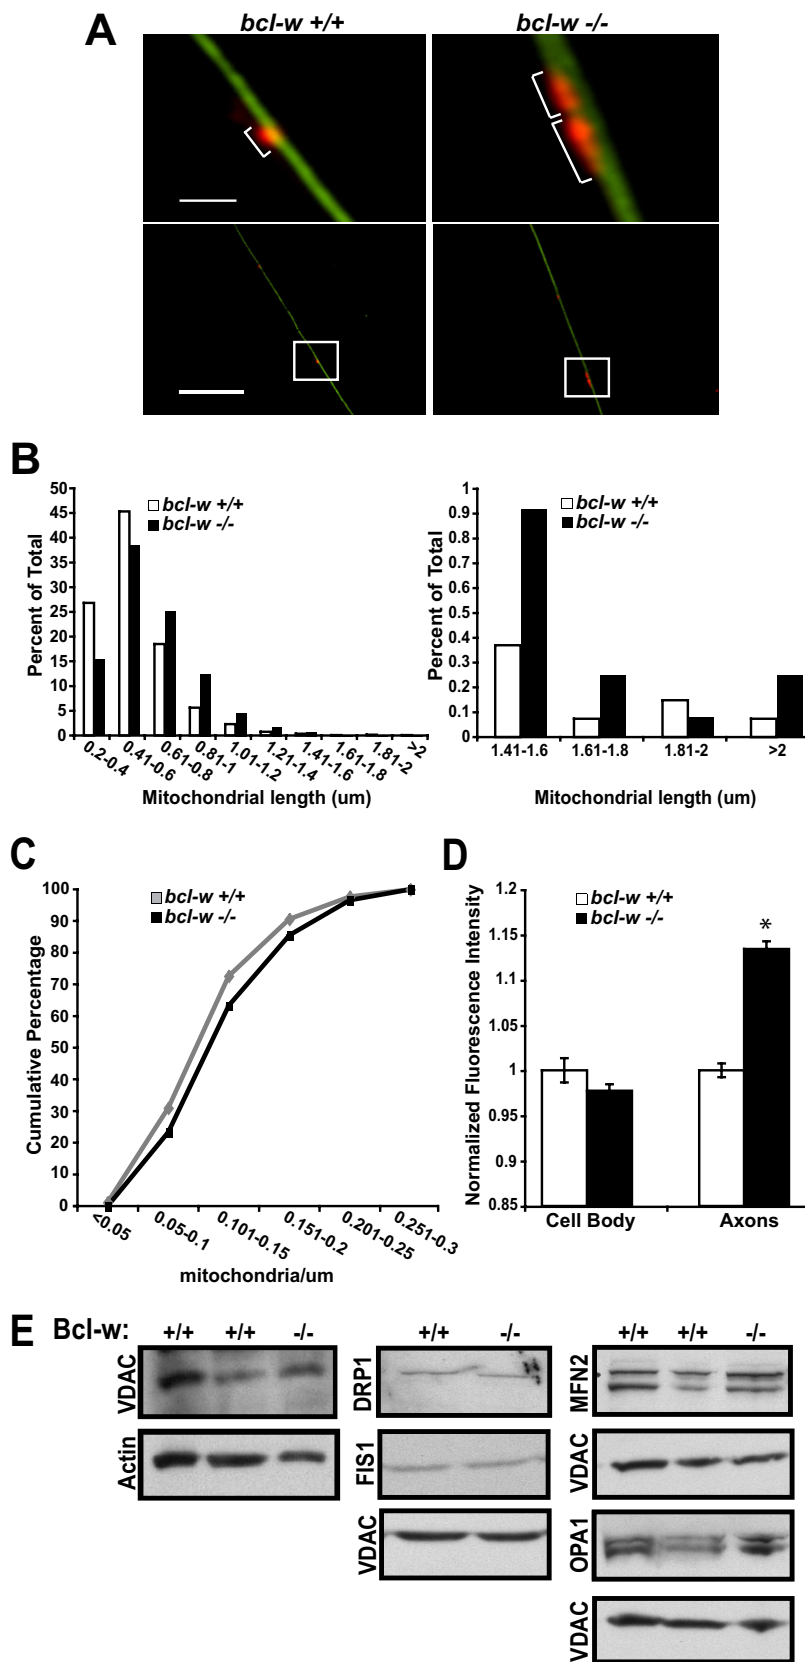 A
bcl-w +/+
bcl-w -/-
B
Percent of Total
50
45
40
35
30
25
20
15
10
5
0
bcl-w +/+
bcl-w -/-
0.2-0.4
0.41-0.6
0.61-0.8
0.81-1
1.01-1.2
1.21-1.4
1.41-1.6
1.61-1.8
1.81-2
>2
Mitochondrial length (um)
Percent of Total
1
0.9
0.8
0.7
0.6
0.5
0.4
0.3
0.2
0.1
0
bcl-w +/+
bcl-w -/-
1.41-1.6
1.61-1.8
1.81-2
>2
Mitochondrial length (um)
C
Cumulative Percentage
100
90
80
70
60
50
40
30
20
10
0
bcl-w +/+
bcl-w -/-
<0.05
0.05-0.1
0.101-0.15
0.151-0.2
0.201-0.25
0.251-0.3
mitochondria/um
D
Normalized Fluorescence Intensity
1.2
1.15
1.1
1.05
1
0.95
0.9
0.85
bcl-w +/+
bcl-w -/-
*
Cell Body
Axons
E
Bcl-w:
+/+ +/+ -/-
VDAC
Actin
+/+ -/-
DRP1
FIS1
VDAC
+/+ +/+ -/-
MFN2
VDAC
OPA1
VDAC